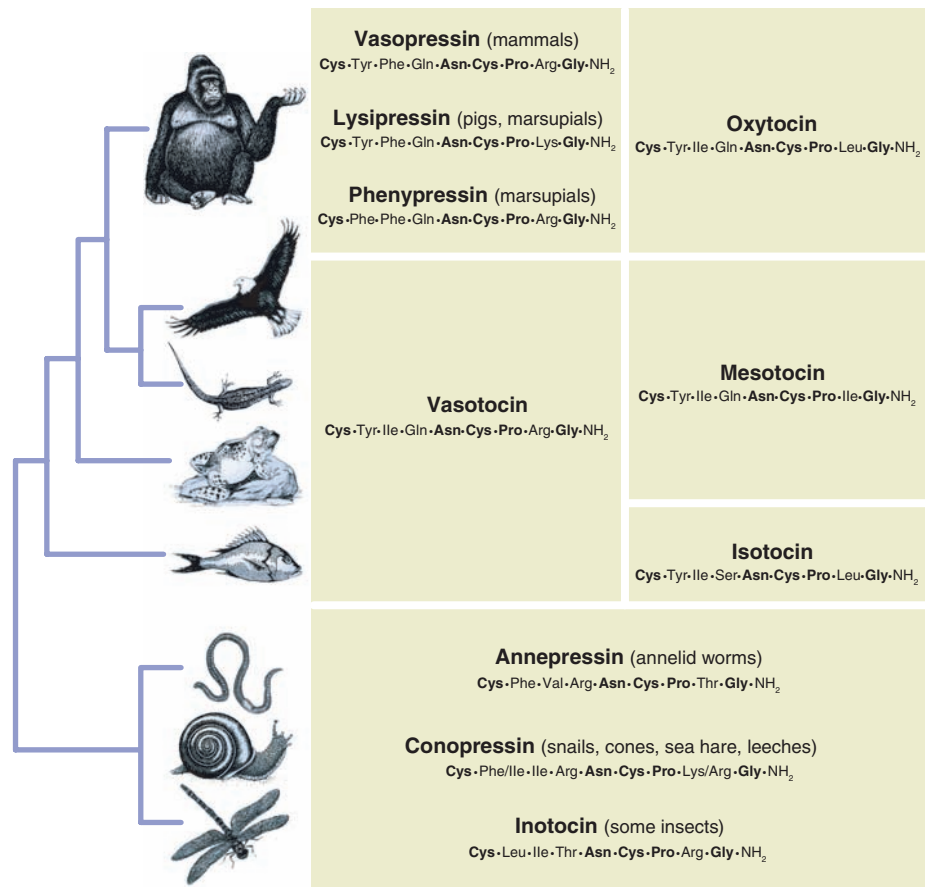 Vasopressin (mammals)
Cys·Tyr·Phe·Gln·Asn·Cys·Pro·Arg·Gly·NH₂
Lysipressin (pigs, marsupials)
Cys·Tyr·Phe·Gln·Asn·Cys·Pro·Lys·Gly·NH₂
Phenypressin (marsupials)
Cys·Phe·Phe·Gln·Asn·Cys·Pro·Arg·Gly·NH₂
Oxytocin
Cys·Tyr·Ile·Gln·Asn·Cys·Pro·Leu·Gly·NH₂
Vasotocin
Cys·Tyr·Ile·Gln·Asn·Cys·Pro·Arg·Gly·NH₂
Mesotocin
Cys·Tyr·Ile·Gln·Asn·Cys·Pro·Ile·Gly·NH₂
Isotocin
Cys·Tyr·Ile·Ser·Asn·Cys·Pro·Leu·Gly·NH₂
Annepressin (annelid worms)
Cys·Phe·Val·Arg·Asn·Cys·Pro·Thr·Gly·NH₂
Conopressin (snails, cones, sea hare, leeches)
Cys·Phe/Ile·Ile·Arg·Asn·Cys·Pro·Lys/Arg·Gly·NH₂
Inotocin (some insects)
Cys·Leu·Ile·Thr·Asn·Cys·Pro·Arg·Gly·NH₂